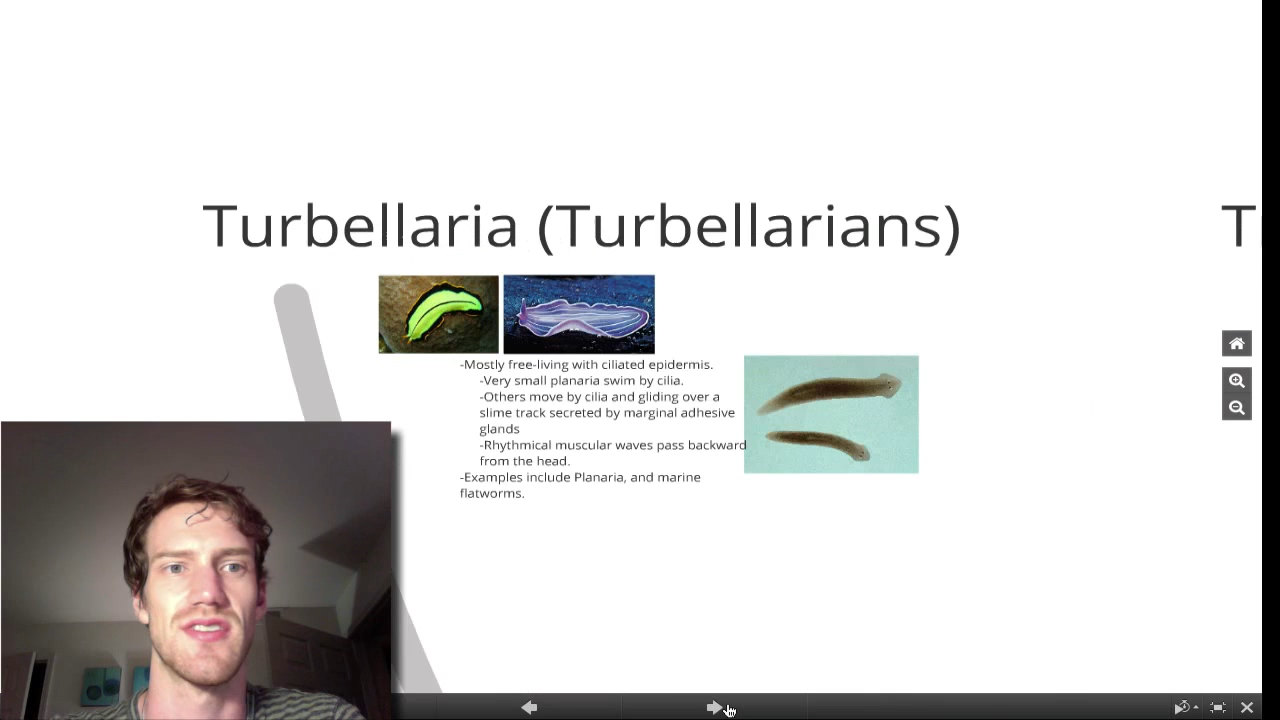 Turbellaria (Turbellarians)
T
-Mostly free-living with ciliated epidermis.
-Very small planaria swim by cilia.
-Others move by cilia and gliding over a
slime track secreted by marginal adhesive
glands
-Rhythmical muscular waves pass backward
from the head.
-Examples include Planaria, and marine
flatworms.